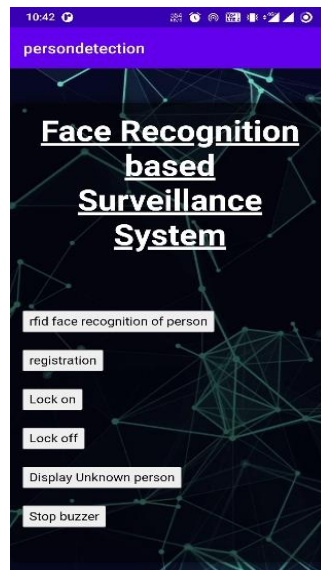 10:42
persondetection
Face Recognition
based
Surveillance
System
rfid face recognition of person
registration
Lock on
Lock off
Display Unknown person
Stop buzzer